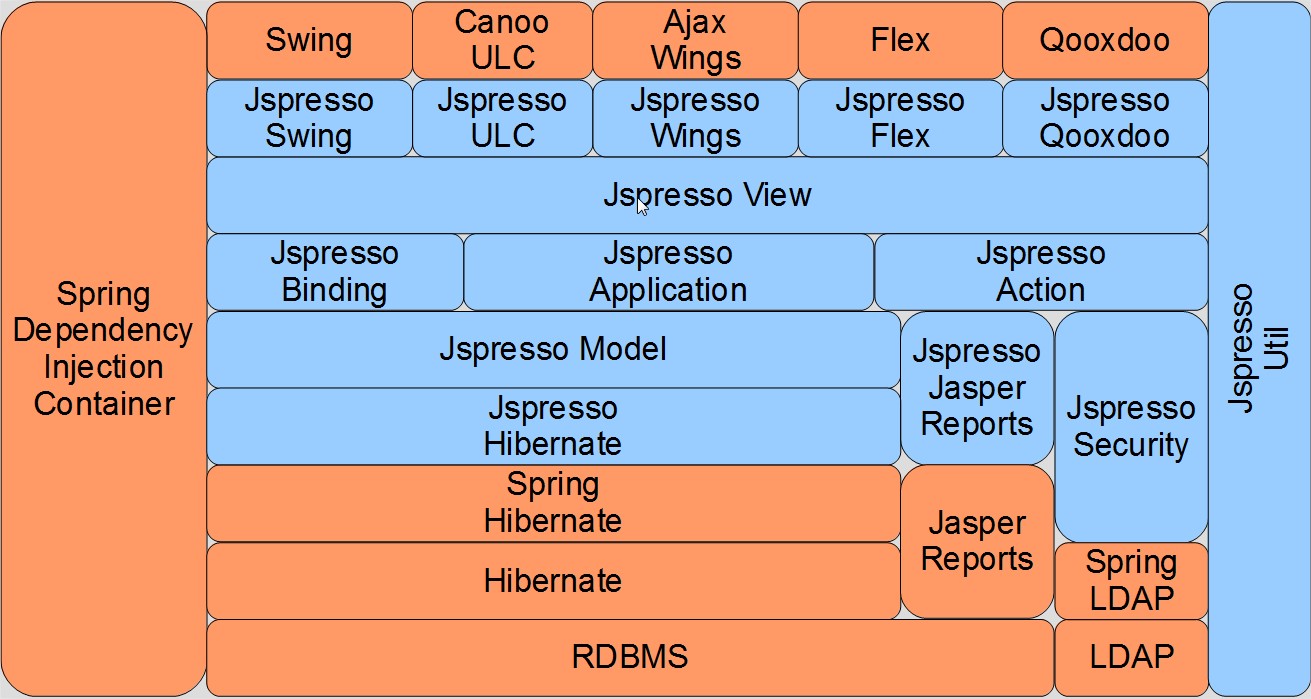 Swing
Canoo
ULC
Ajax
Wings
Flex
Qooxdoo
Jspresso
Swing
Jspresso
ULC
Jspresso
Wings
Jspresso
Flex
Jspresso
Qooxdoo
Jspresso View
Jspresso
Binding
Jspresso
Application
Jspresso
Action
Spring
Dependency
Injection
Container
Jspresso Model
Jspresso
Jasper
Reports
Jspresso
Security
Jspresso
Util
Jspresso
Hibernate
Spring
Hibernate
Jasper
Reports
Hibernate
Spring
LDAP
RDBMS
LDAP